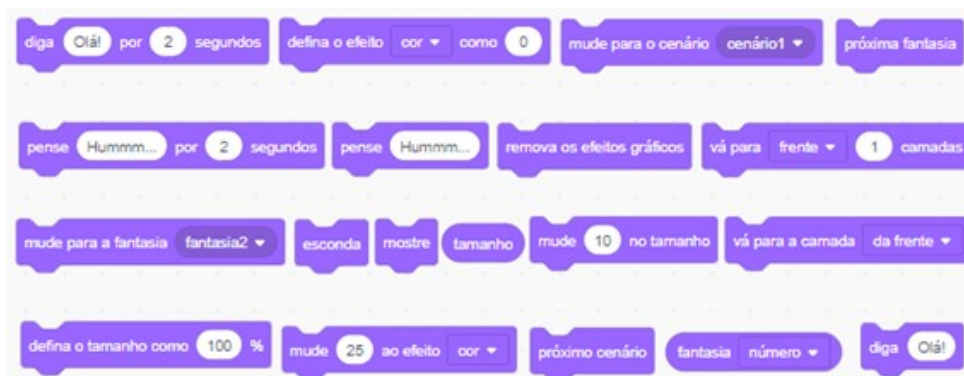 diga Olá! por 2 segundos defina o efeito cor como 0 mude para o cenário cenário1 próxima fantasia
pense Hummm... por 2 segundos pense Hummm... remova os efeitos gráficos vá para frente 1 camadas
mude para a fantasia fantasia2 esconda mostre tamanho mude 10 no tamanho vá para a camada da frente
defina o tamanho como 100 % mude 25 ao efeito cor próximo cenário fantasia número diga Olá!